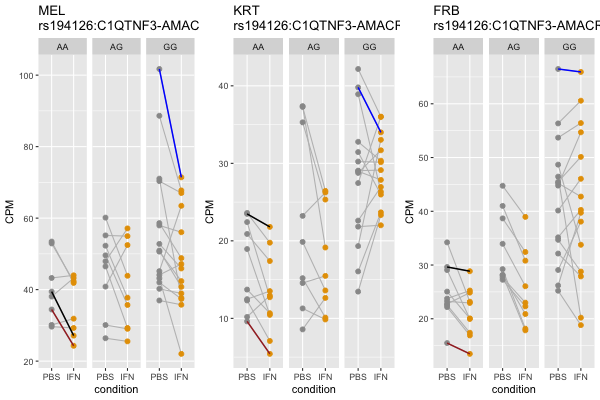 MEL
rs194126:C1QTNF3-AMAC
AA
AG
GG
100
80
60
40
20
CPM
PBS IFN PBS IFN PBS IFN
condition
KRT
rs194126:C1QTNF3-AMACF
AA
AG
GG
40
30
20
10
CPM
PBS IFN PBS IFN PBS IFN
condition
FRB
rs194126:C1QTNF3-AMAC
AA
AG
GG
60
50
40
30
20
CPM
PBS IFN PBS IFN PBS IFN
condition